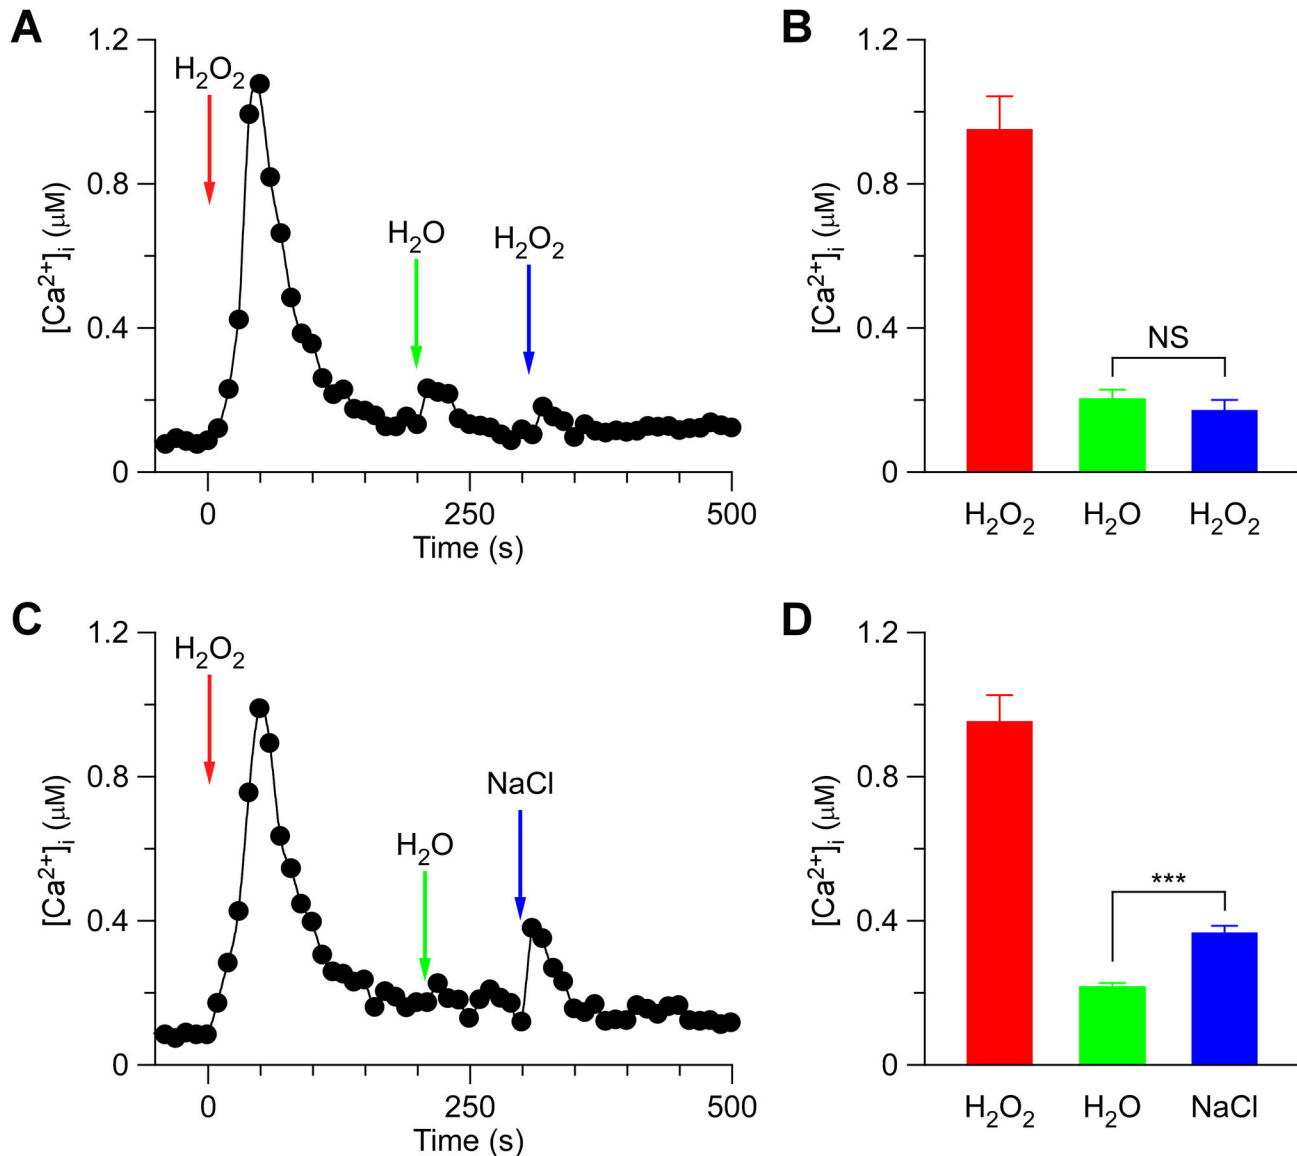 A
1.2
0.8
0.4
0
[Ca²⁺]ᵢ (μM)
H₂O₂
H₂O
H₂O₂
0 250 500
Time (s)
B
1.2
0.8
0.4
0
[Ca²⁺]ᵢ (μM)
NS
H₂O₂ H₂O H₂O₂
C
1.2
0.8
0.4
0
[Ca²⁺]ᵢ (μM)
H₂O₂
H₂O
NaCl
0 250 500
Time (s)
D
1.2
0.8
0.4
0
[Ca²⁺]ᵢ (μM)
***
H₂O₂ H₂O NaCl